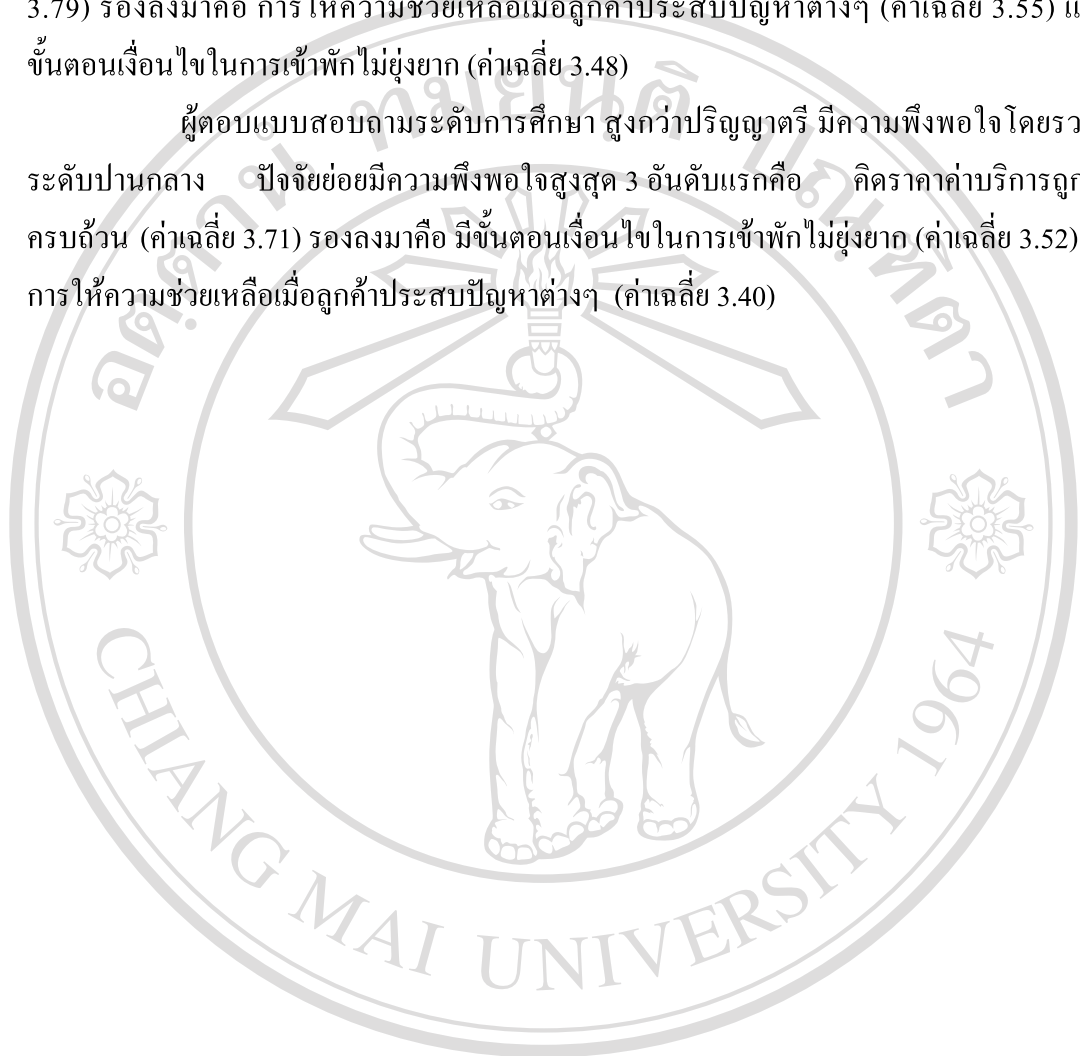 3.79) รองลงมาคือ การให้ความช่วยเหลือเมื่อลูกค้าประสบปัญหาต่างๆ (ค่าเฉลี่ย 3.55)
ขั้นตอนเงื่อนไขในการเข้าพักไม่ยุ่งยาก (ค่าเฉลี่ย 3.48)
ผู้ตอบแบบสอบถามระดับการศึกษา สูงกว่าปริญญาตรี มีความพึงพอใจโดยรว
ระดับปานกลาง ปัจจัยย่อยมีความพึงพอใจสูงสุด 3 อันดับแรกคือ คิดราคาค่าบริการถูก
ครบถ้วน (ค่าเฉลี่ย 3.71) รองลงมาคือ มีขั้นตอนเงื่อนไขในการเข้าพักไม่ยุ่งยาก (ค่าเฉลี่ย 3.52)
การให้ความช่วยเหลือเมื่อลูกค้าประสบปัญหาต่างๆ (ค่าเฉลี่ย 3.40)
อตฺตานํ ทมยนฺติ ปณฺฑิตา
CHIANG MAI UNIVERSITY 1964